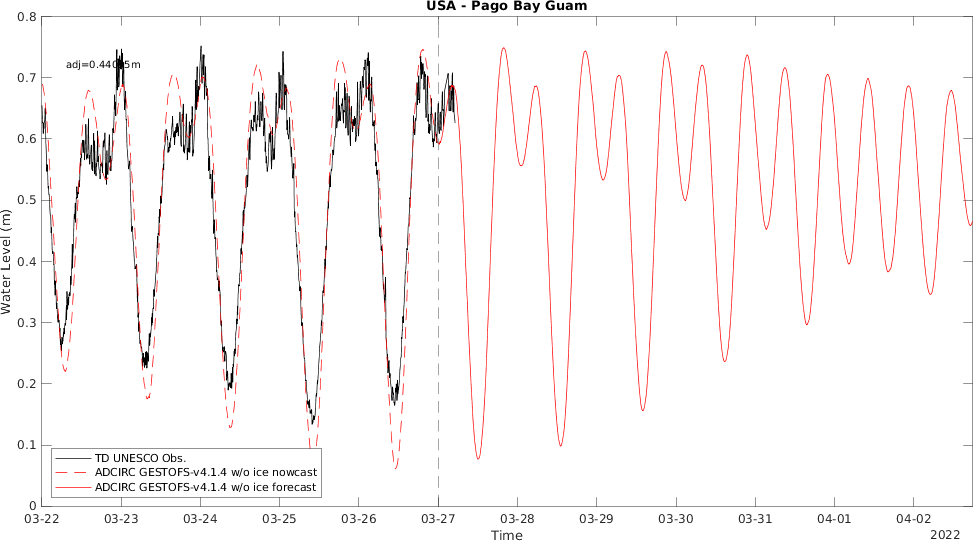 USA - Pago Bay Guam
0.8
0.7
0.6
0.5
0.4
0.3
0.2
0.1
0
Water Level (m)
TD UNESCO Obs.
ADCIRC GESTOFS-v4.1.4 w/o ice nowcast
ADCIRC GESTOFS-v4.1.4 w/o ice forecast
03-22 03-23 03-24 03-25 03-26 03-27 03-28 03-29 03-30 03-31 04-01 04-02
Time
2022